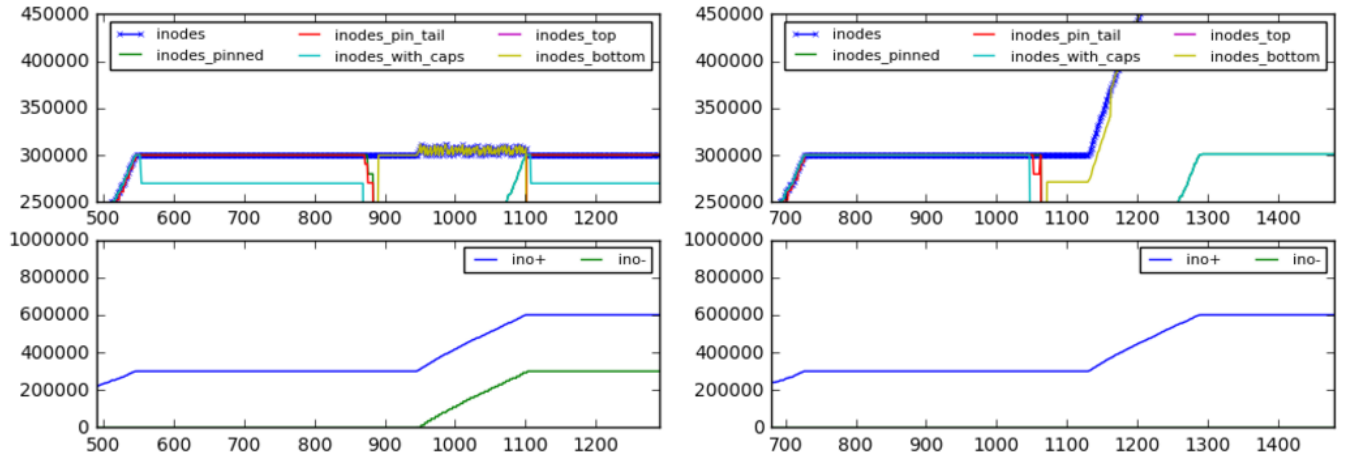 450000
400000
350000
300000
250000
inodes inodes_pin_tail inodes_top
inodes_pinned inodes_with_caps inodes_bottom
500 600 700 800 900 1000 1100 1200
1000000
800000
600000
400000
200000
0
ino+ ino-
500 600 700 800 900 1000 1100 1200
450000
400000
350000
300000
250000
inodes inodes_pin_tail inodes_top
inodes_pinned inodes_with_caps inodes_bottom
700 800 900 1000 1100 1200 1300 1400
1000000
800000
600000
400000
200000
0
ino+ ino-
700 800 900 1000 1100 1200 1300 1400